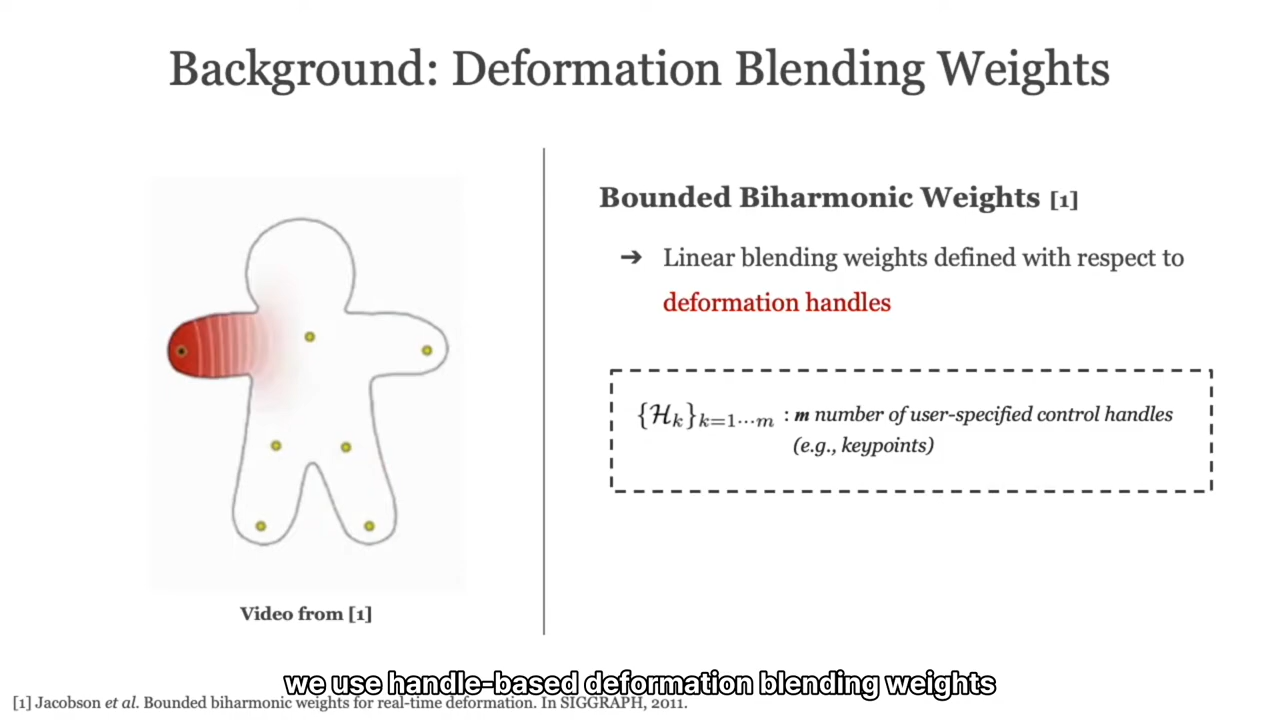 Background: Deformation Blending Weights
Video from [1]
Bounded Biharmonic Weights [1]
➔ Linear blending weights defined with respect to
deformation handles
{ℋₖ}ₖ₌₁...ₘ : m number of user-specified control handles
(e.g., keypoints)
we use handle-based deformation blending weights
[1] Jacobson et al. Bounded biharmonic weights for real-time deformation. In SIGGRAPH, 2011.